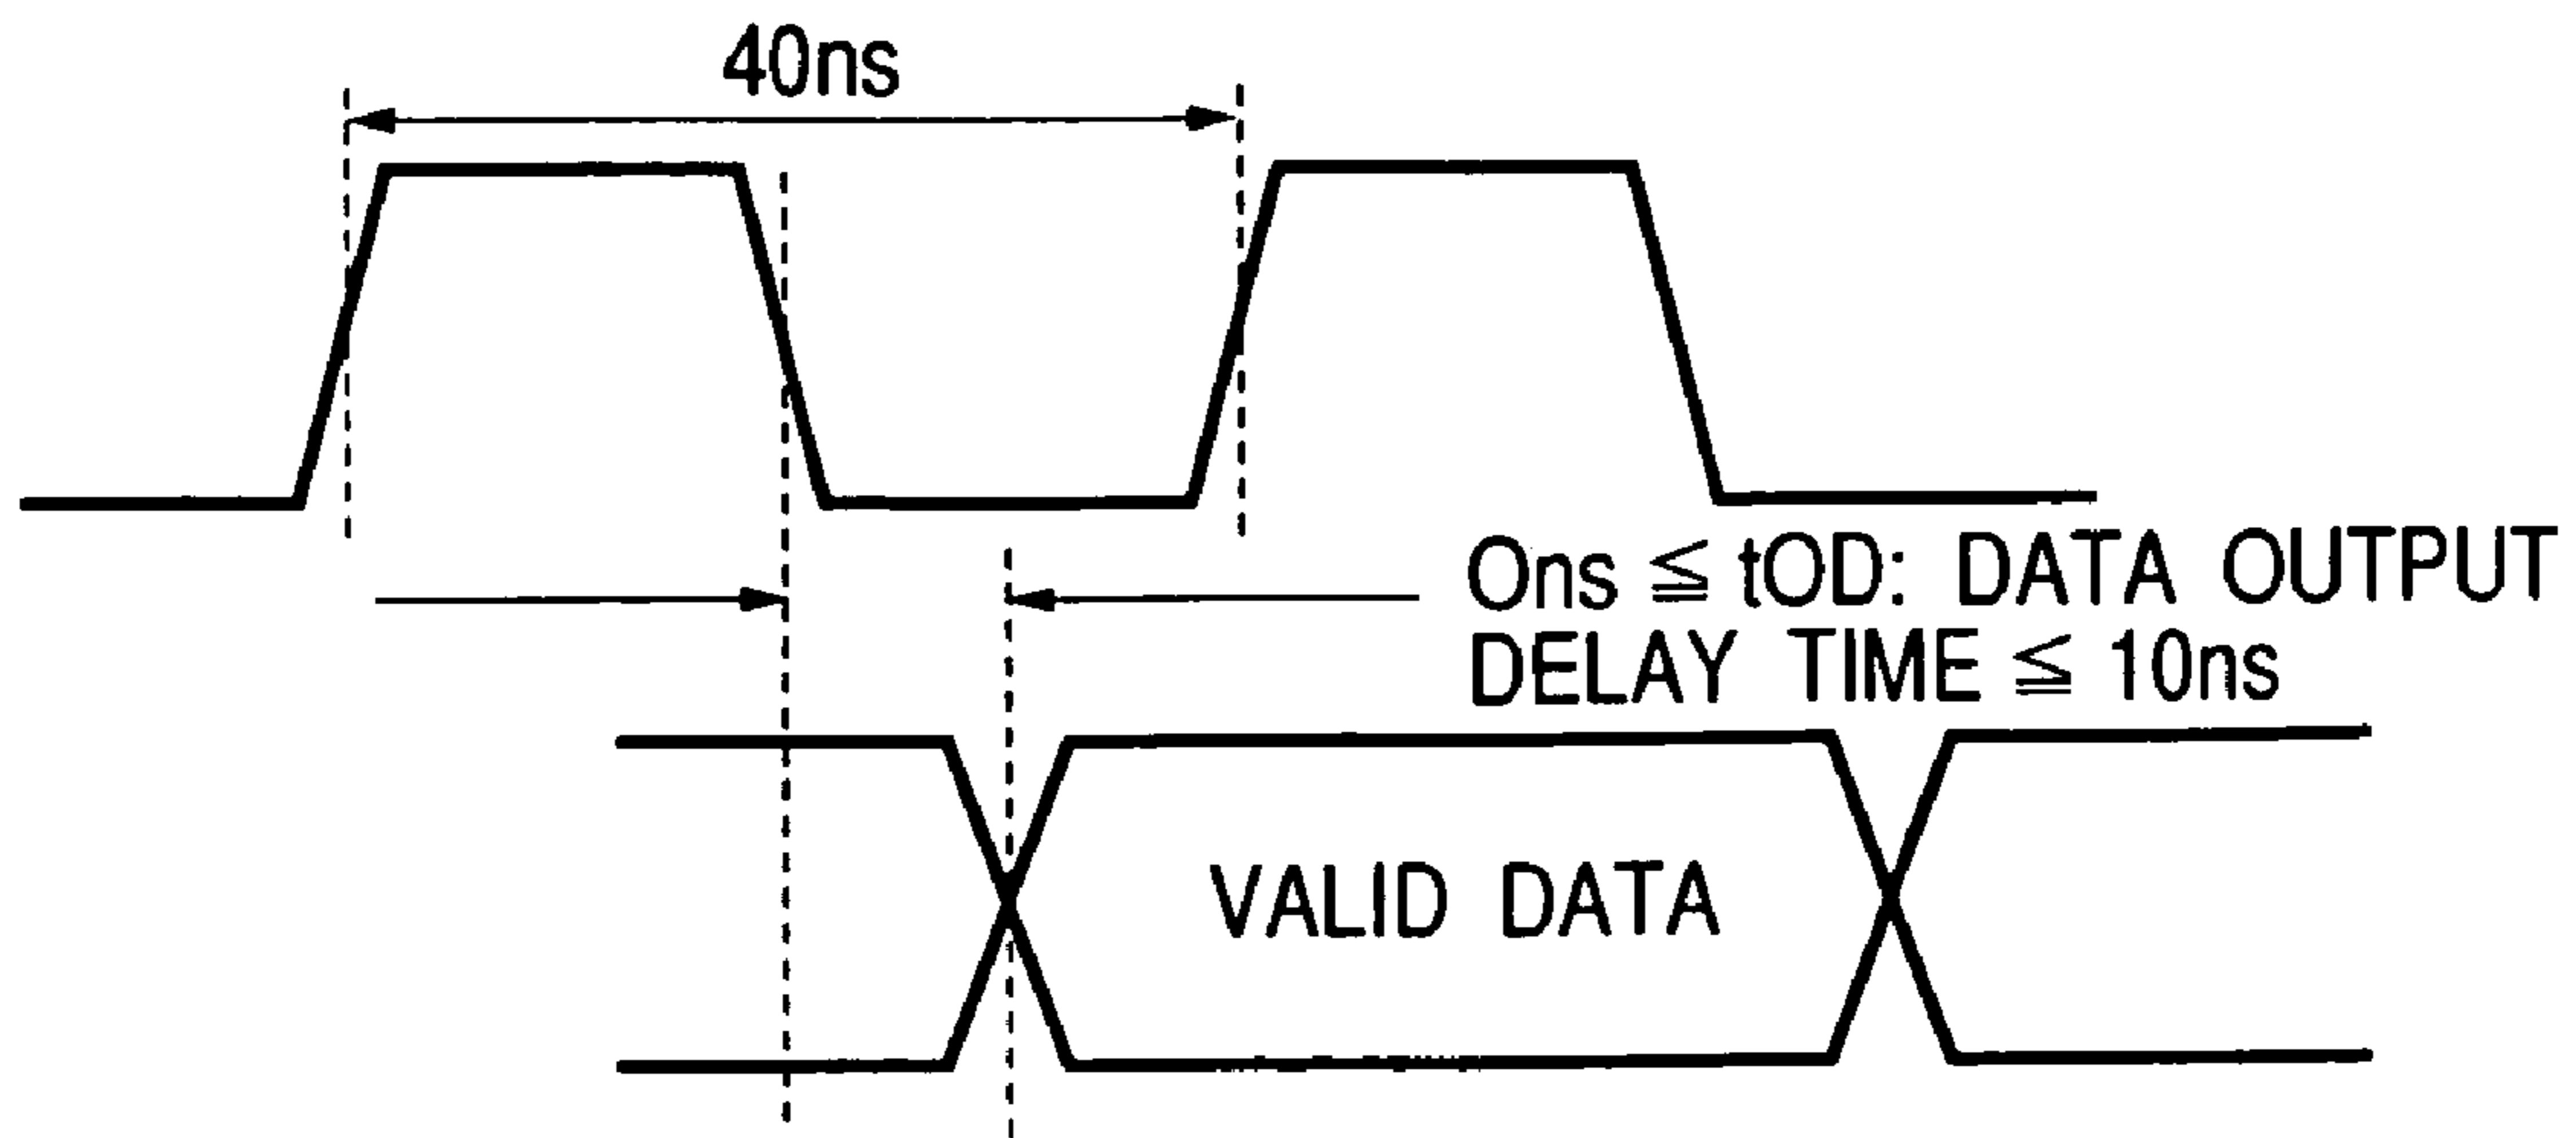 40ns
0ns ≦ tOD: DATA OUTPUT
DELAY TIME ≦ 10ns
VALID DATA